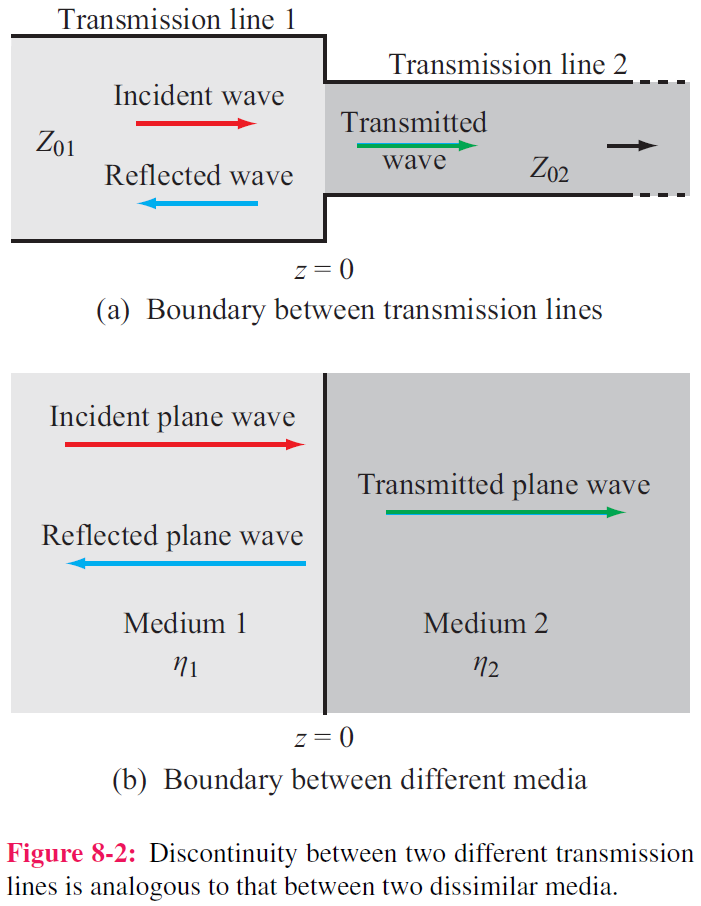 Transmission line 1
Transmission line 2
Incident wave
Transmitted
wave
Z01
Reflected wave
Z02
z = 0
(a) Boundary between transmission lines
Incident plane wave
Transmitted plane wave
Reflected plane wave
Medium 1
Medium 2
η1
η2
z = 0
(b) Boundary between different media
Figure 8-2: Discontinuity between two different transmission
lines is analogous to that between two dissimilar media.